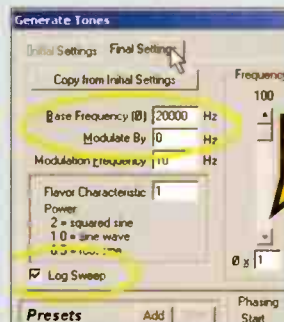 Generate Tones
Initial Settings Final Settings
Copy from Initial Settings
Frequency
100
Base Frequency (Ø) 20000 Hz
Modulate By 0 Hz
Modulation Frequency 10 Hz
Flavor Characteristic 1
Power
2 = squared sine
1.0 = sine wave
Ø x 1
Log Sweep
Presets Add
Phasing
Start